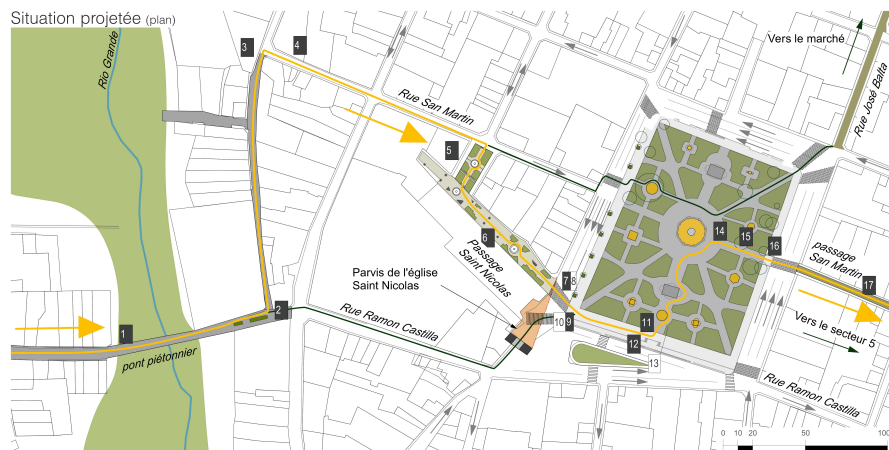 Situation projetée (plan)
Rio Grande
3
4
Vers le marché
Rue José Balta
Rue San Martin
5
6
Passage
Saint Nicolas
Parvis de l'église
Saint Nicolas
7
8
9
10
11
12
13
14
15
16
passage
San Martin
17
Vers le secteur 5
1
2
pont piétonnier
Rue Ramon Castilla
Rue Ramon Castilla
0 10 20 50 100